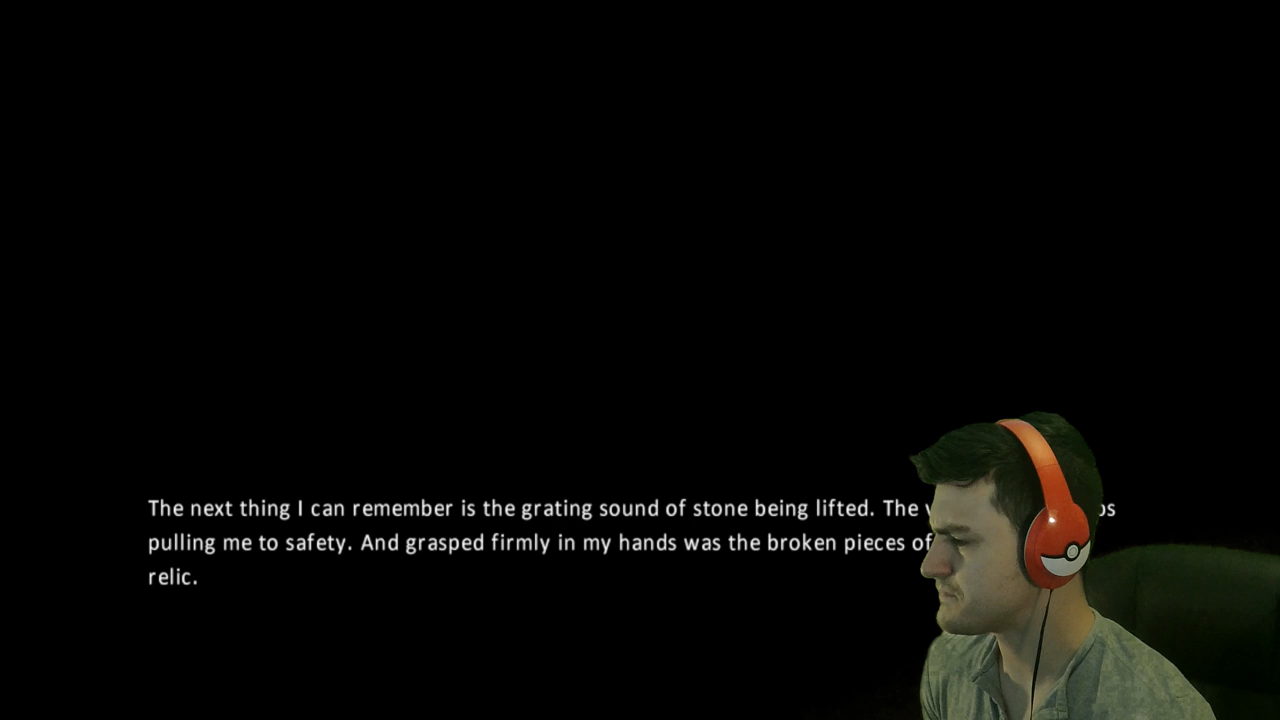 The next thing I can remember is the grating sound of stone being lifted. The
pulling me to safety. And grasped firmly in my hands was the broken pieces of
relic.